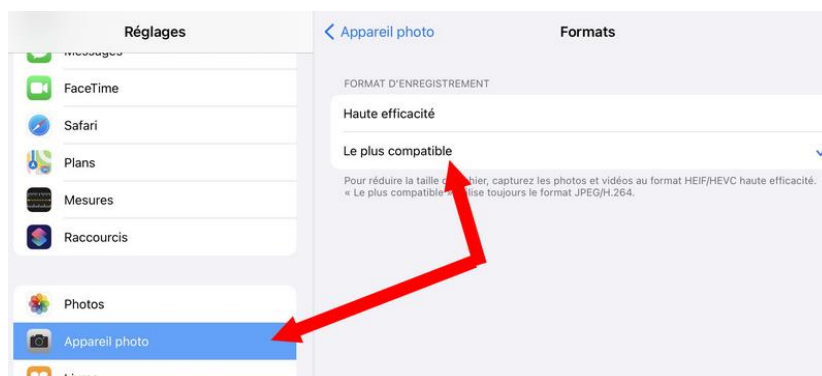 Réglages
Messages
FaceTime
Safari
Plans
Mesures
Raccourcis
Photos
Appareil photo
Appareil photo
Formats
FORMAT D'ENREGISTREMENT
Haute efficacité
Le plus compatible
Pour réduire la taille, capturez les photos et vidéos au format HEIF/HEVC haute efficacité.
« Le plus compatible » toujours le format JPEG/H.264.